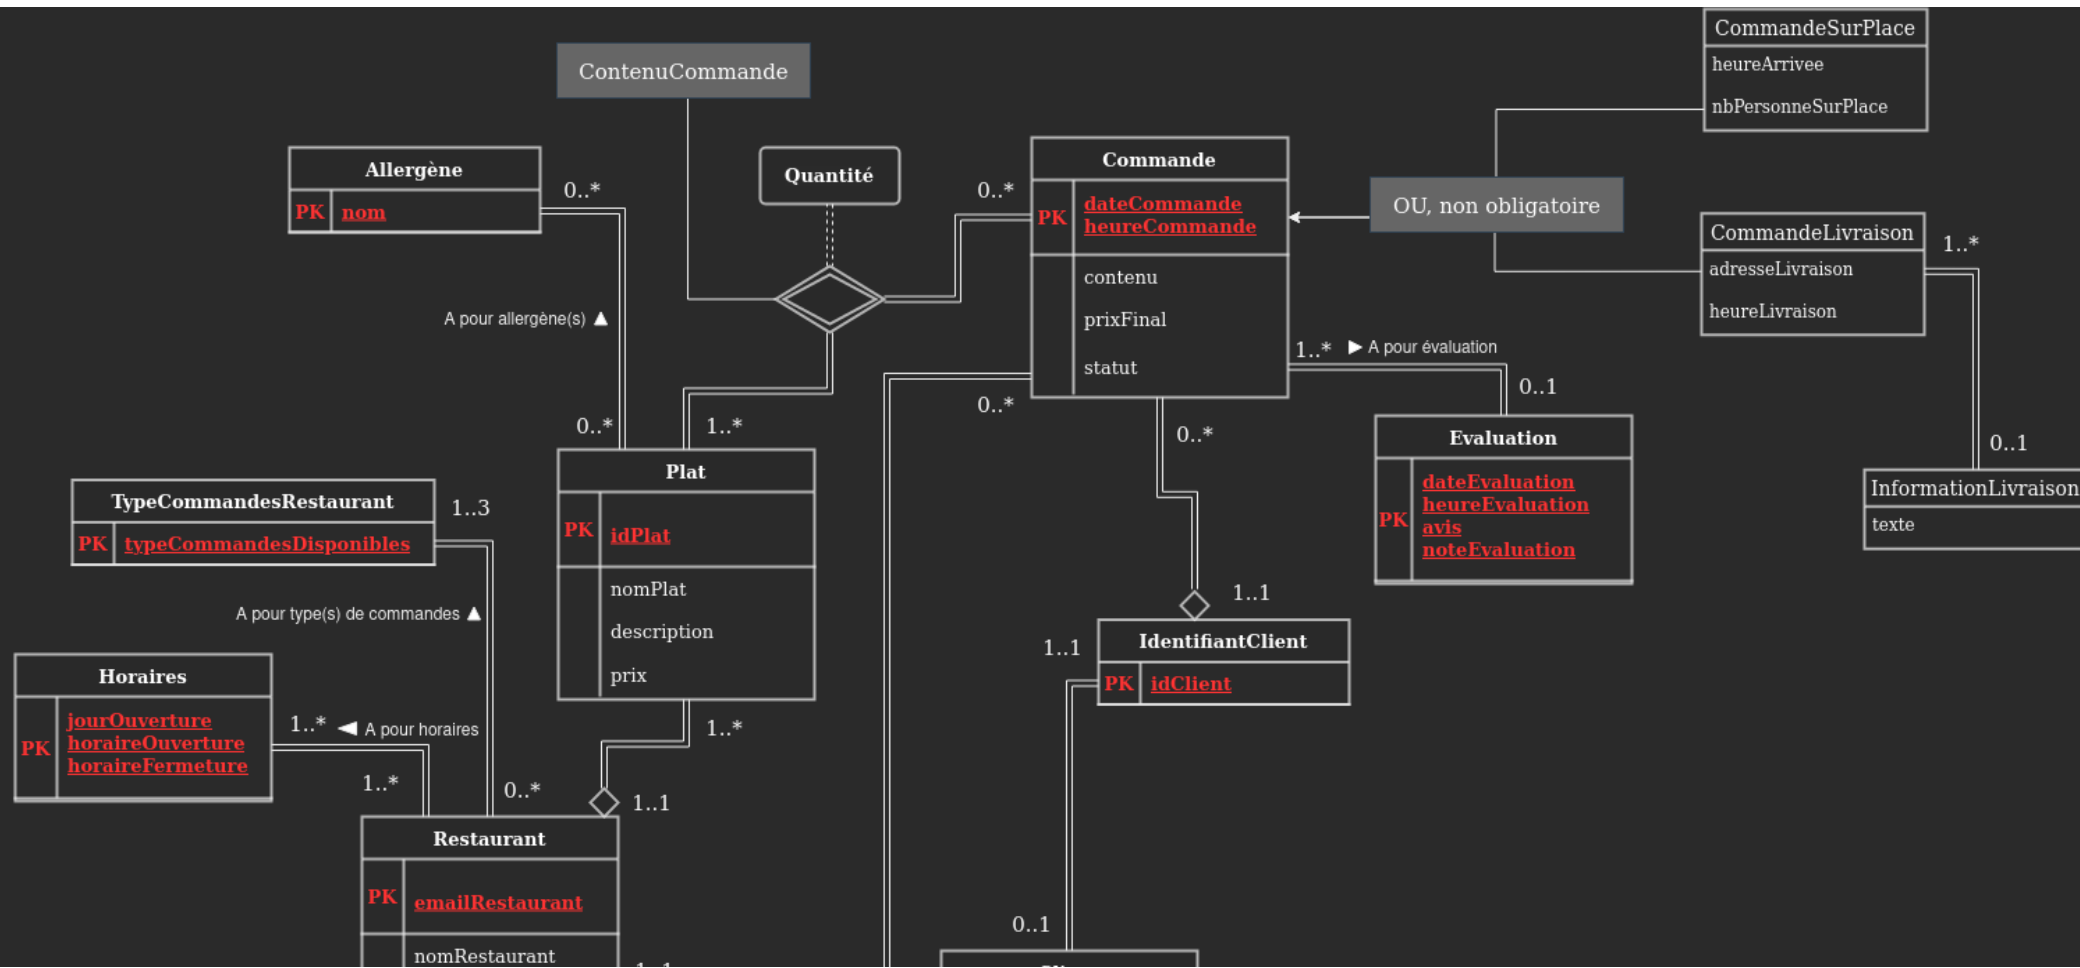 CommandeSurPlace
heureArrivee
nbPersonneSurPlace
ContenuCommande
Allergène
PK nom
0..*
Quantité
0..*
Commande
PK
dateCommande
heureCommande
contenu
prixFinal
statut
OU, non obligatoire
CommandeLivraison
adresseLivraison
heureLivraison
1..*
A pour allergène(s) ▲
1..* ► A pour évaluation
0..1
0..*
1..*
0..*
0..*
Evaluation
PK
dateEvaluation
heureEvaluation
avis
noteEvaluation
0..1
InformationLivraison
texte
Plat
PK idPlat
nomPlat
description
prix
TypeCommandesRestaurant
PK typeCommandesDisponibles
1..3
A pour type(s) de commandes ▲
1..1
IdentifiantClient
PK idClient
1..1
Horaires
PK
jourOuverture
horaireOuverture
horaireFermeture
1..* ◄ A pour horaires
1..*
1..*
0..*
1..1
Restaurant
PK emailRestaurant
nomRestaurant
0..1